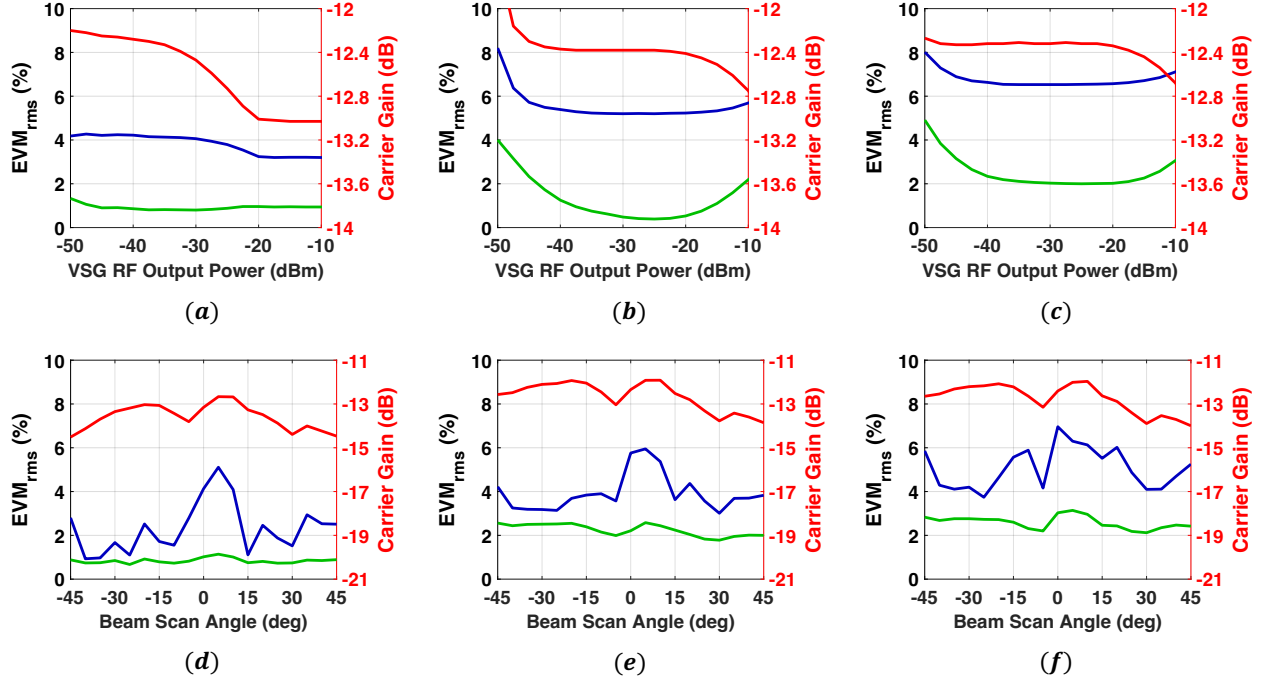 10
8
6
4
2
0
EVMrms (%)
-12
-12.4
-12.8
-13.2
-13.6
-14
Carrier Gain (dB)
-50 -40 -30 -20 -10
VSG RF Output Power (dBm)
(a)
10
8
6
4
2
0
EVMrms (%)
-12
-12.4
-12.8
-13.2
-13.6
-14
Carrier Gain (dB)
-50 -40 -30 -20 -10
VSG RF Output Power (dBm)
(b)
10
8
6
4
2
0
EVMrms (%)
-12
-12.4
-12.8
-13.2
-13.6
-14
Carrier Gain (dB)
-50 -40 -30 -20 -10
VSG RF Output Power (dBm)
(c)
10
8
6
4
2
0
EVMrms (%)
-11
-13
-15
-17
-19
-21
Carrier Gain (dB)
-45 -30 -15 0 15 30 45
Beam Scan Angle (deg)
(d)
10
8
6
4
2
0
EVMrms (%)
-11
-13
-15
-17
-19
-21
Carrier Gain (dB)
-45 -30 -15 0 15 30 45
Beam Scan Angle (deg)
(e)
10
8
6
4
2
0
EVMrms (%)
-11
-13
-15
-17
-19
-21
Carrier Gain (dB)
-45 -30 -15 0 15 30 45
Beam Scan Angle (deg)
(f)